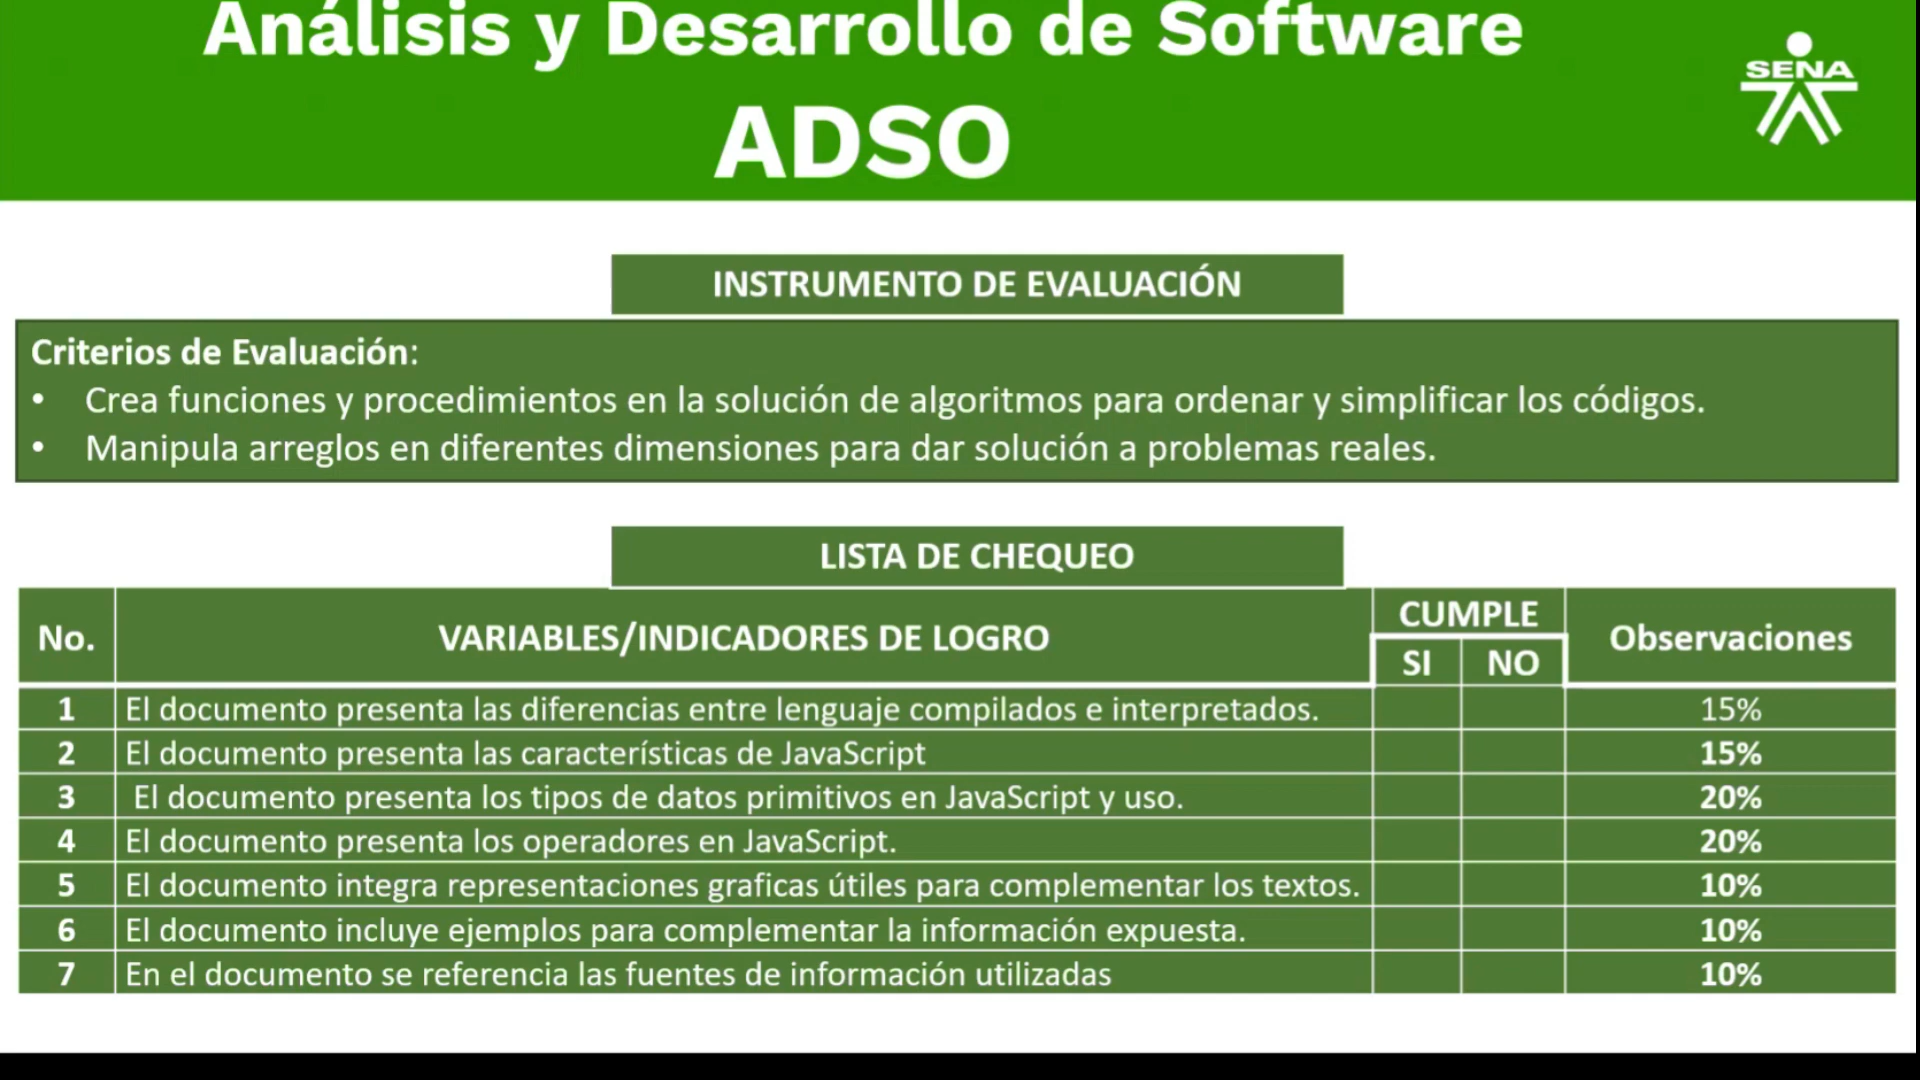 Análisis y Desarrollo de Software
ADSO
SENA
INSTRUMENTO DE EVALUACIÓN
Criterios de Evaluación:
• Crea funciones y procedimientos en la solución de algoritmos para ordenar y simplificar los códigos.
• Manipula arreglos en diferentes dimensiones para dar solución a problemas reales.
LISTA DE CHEQUEO
No. VARIABLES/INDICADORES DE LOGRO CUMPLE Observaciones
SI NO
1 El documento presenta las diferencias entre lenguaje compilados e interpretados. 15%
2 El documento presenta las características de JavaScript 15%
3 El documento presenta los tipos de datos primitivos en JavaScript y uso. 20%
4 El documento presenta los operadores en JavaScript. 20%
5 El documento integra representaciones graficas útiles para complementar los textos. 10%
6 El documento incluye ejemplos para complementar la información expuesta. 10%
7 En el documento se referencia las fuentes de información utilizadas 10%